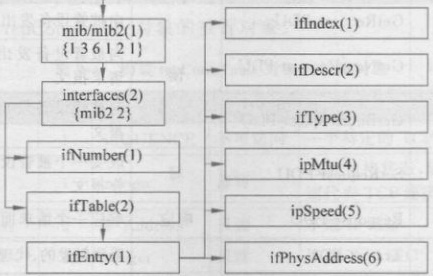 mib/mib2(1)
{1 3 6 1 2 1}
interfaces(2)
{mib2 2}
ifNumber(1)
ifTable(2)
ifEntry(1)
ifIndex(1)
ifDescr(2)
ifType(3)
ipMtu(4)
ipSpeed(5)
ifPhysAddress(6)